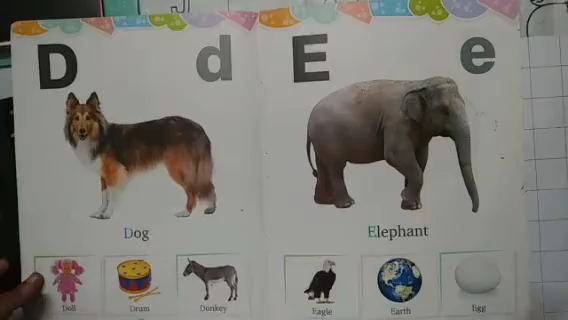 D d
Dog
Doll Drum Donkey
E e
Elephant
Eagle Earth Egg